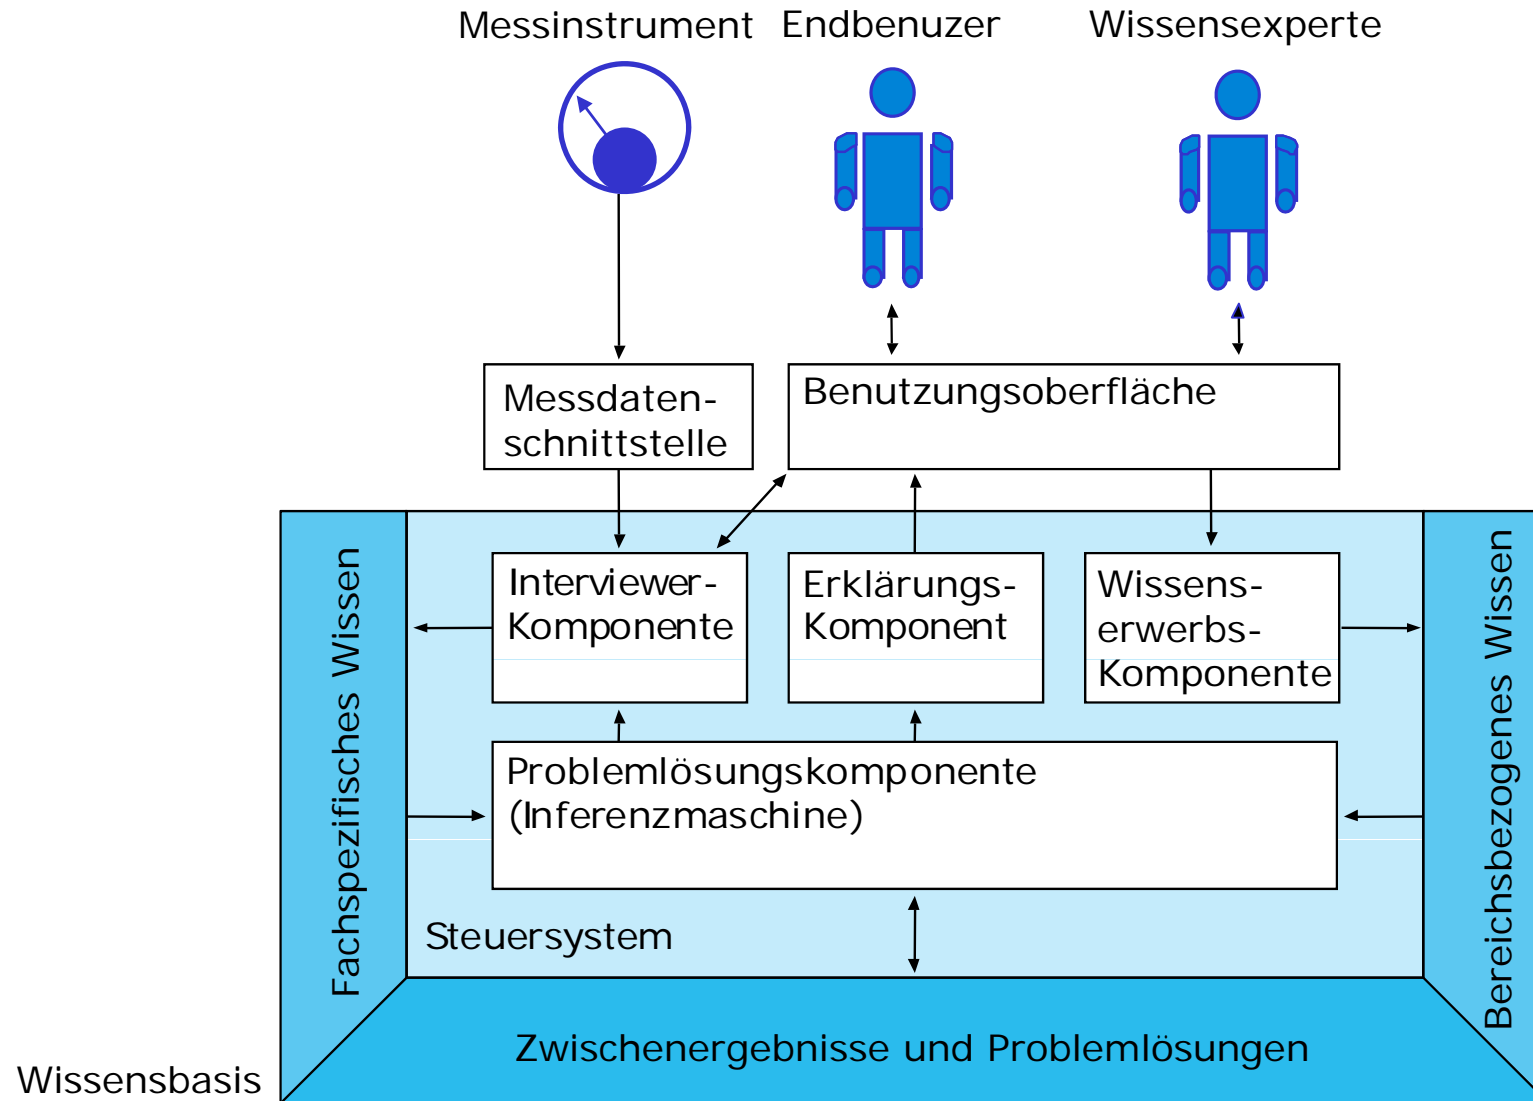 Messinstrument
Endbenuzer
Wissensexperte
Messdaten-
schnittstelle
Benutzungsoberfläche
Fachspezifisches Wissen
Interviewer-
Komponente
Erklärungs-
Komponent
Wissens-
erwerbs-
Komponente
Bereichsbezogenes Wissen
Problemlösungskomponente
(Inferenzmaschine)
Steuersystem
Zwischenergebnisse und Problemlösungen
Wissensbasis